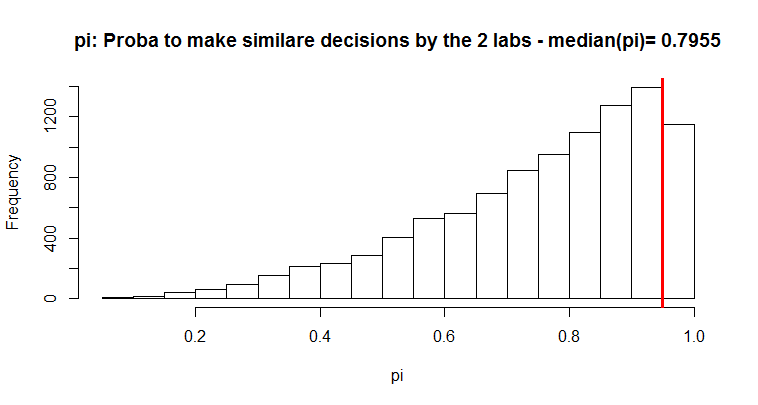 pi: Proba to make similare decisions by the 2 labs - median(pi)= 0.7955
1200
800
400
0
Frequency
0.2 0.4 0.6 0.8 1.0
pi